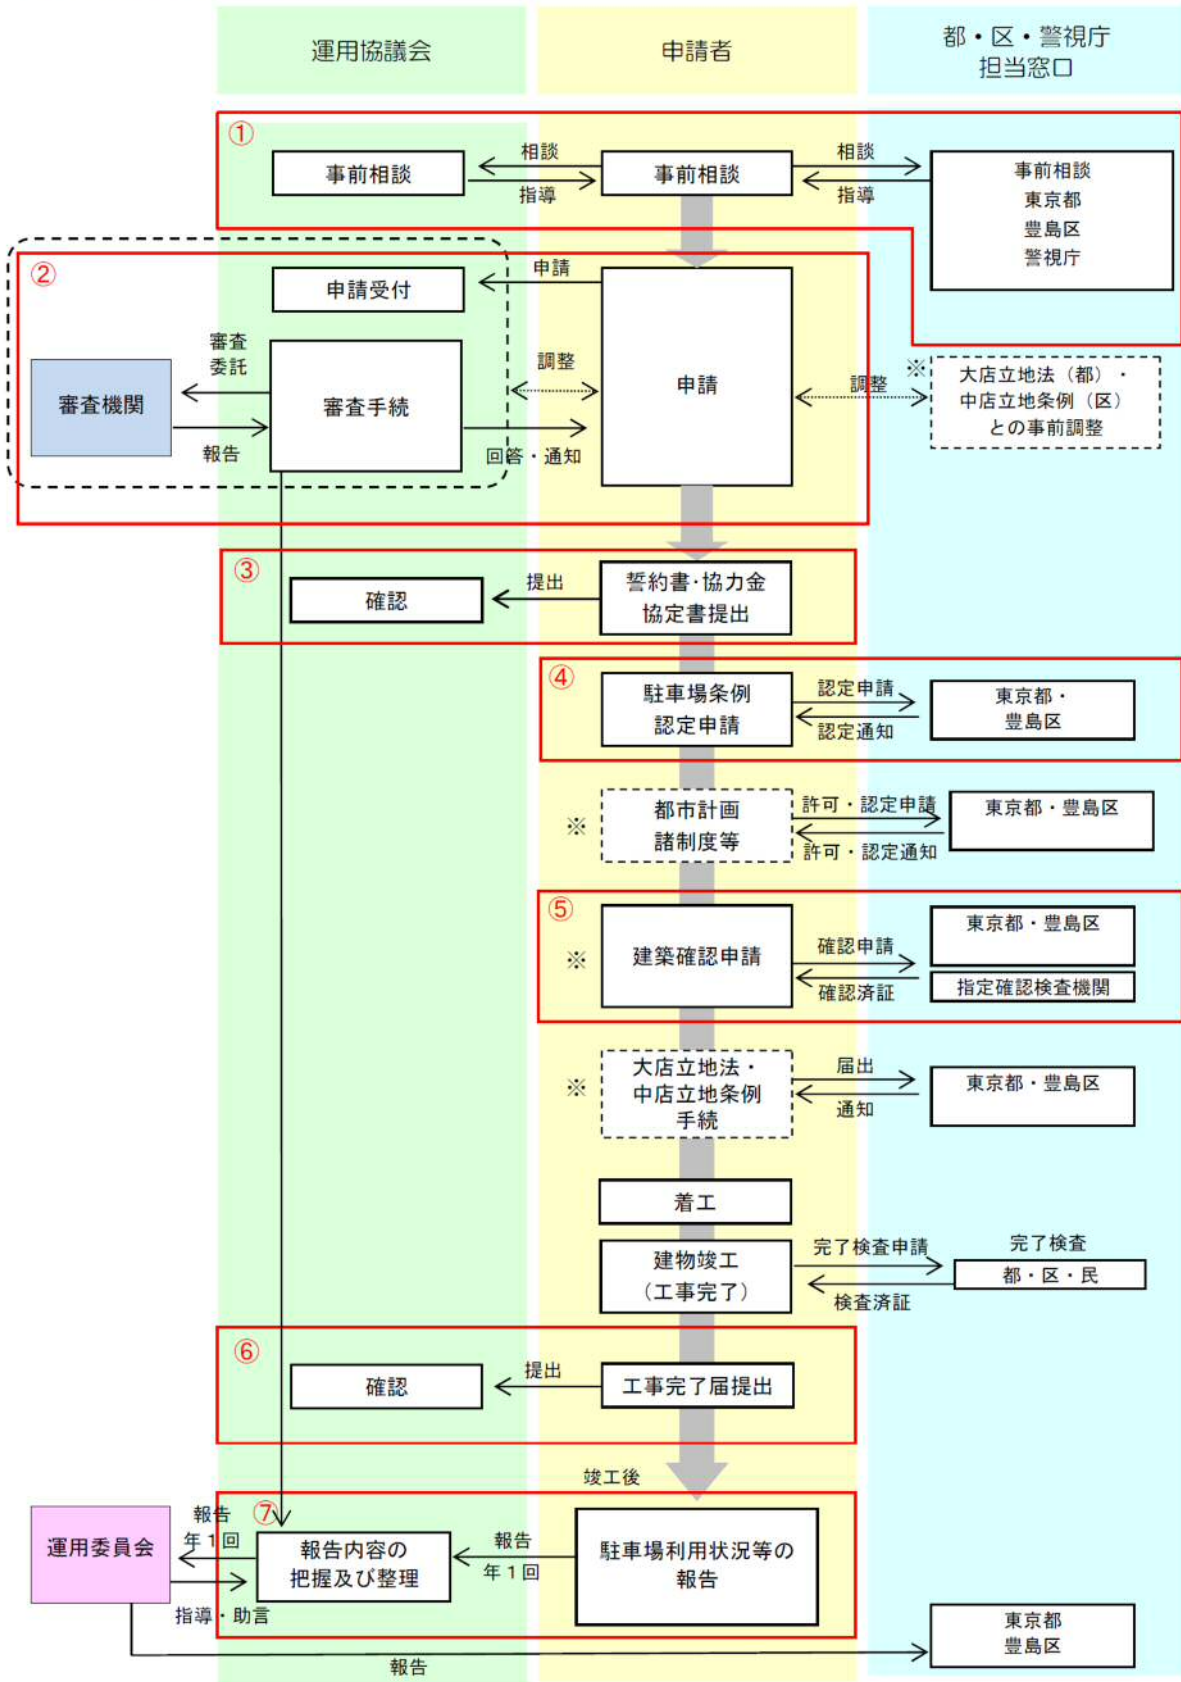 運用協議会
申請者
都・区・警視庁
担当窓口
①
事前相談
相談
指導
事前相談
相談
指導
事前相談
東京都
豊島区
警視庁
②
申請受付
申請
審査
委託
審査機関
報告
審査手続
調整
回答・通知
申請
調整
※
大店立地法（都）・
中店立地条例（区）
との事前調整
③
確認
提出
誓約書・協力金
協定書提出
④
駐車場条例
認定申請
認定申請
認定通知
東京都・
豊島区
※
都市計画
諸制度等
許可・認定申請
許可・認定通知
東京都・豊島区
⑤
※
建築確認申請
確認申請
確認済証
東京都・豊島区
指定確認検査機関
※
大店立地法・
中店立地条例
手続
届出
通知
東京都・豊島区
着工
建物竣工
（工事完了）
完了検査申請
検査済証
完了検査
都・区・民
⑥
確認
提出
工事完了届提出
竣工後
⑦
運用委員会
報告
年１回
指導・助言
報告内容の
把握及び整理
報告
年１回
駐車場利用状況等の
報告
報告
東京都
豊島区